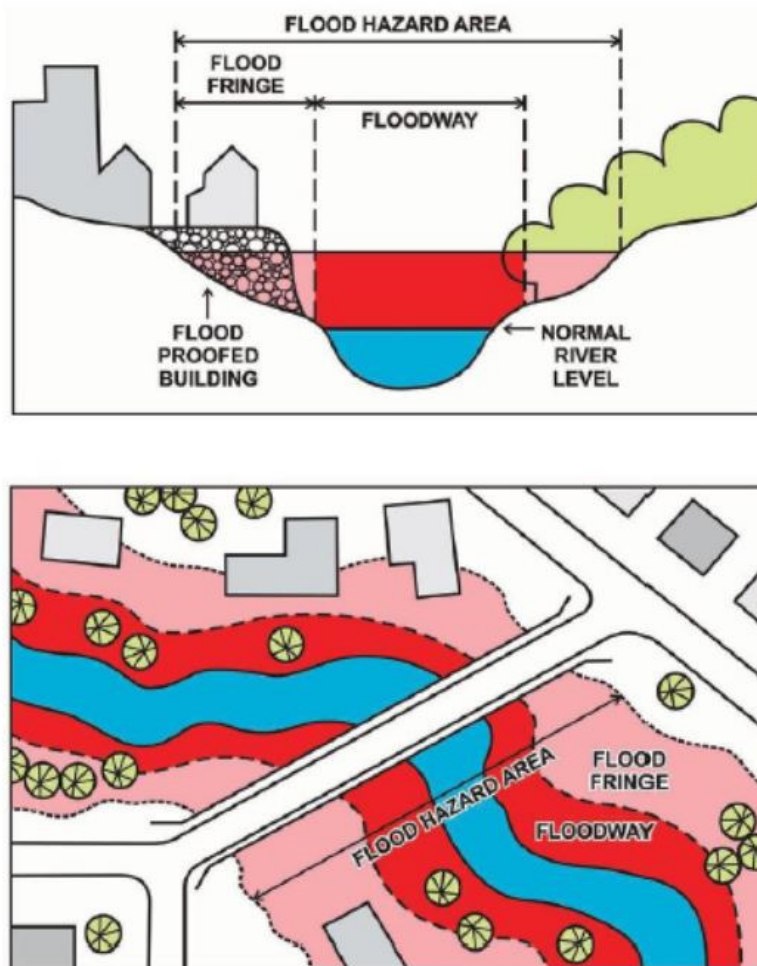 FLOOD HAZARD AREA
FLOOD
FRINGE
FLOODWAY
FLOOD
PROOFED
BUILDING
NORMAL
RIVER
LEVEL
FLOOD
FRINGE
FLOOD HAZARD AREA
FLOODWAY